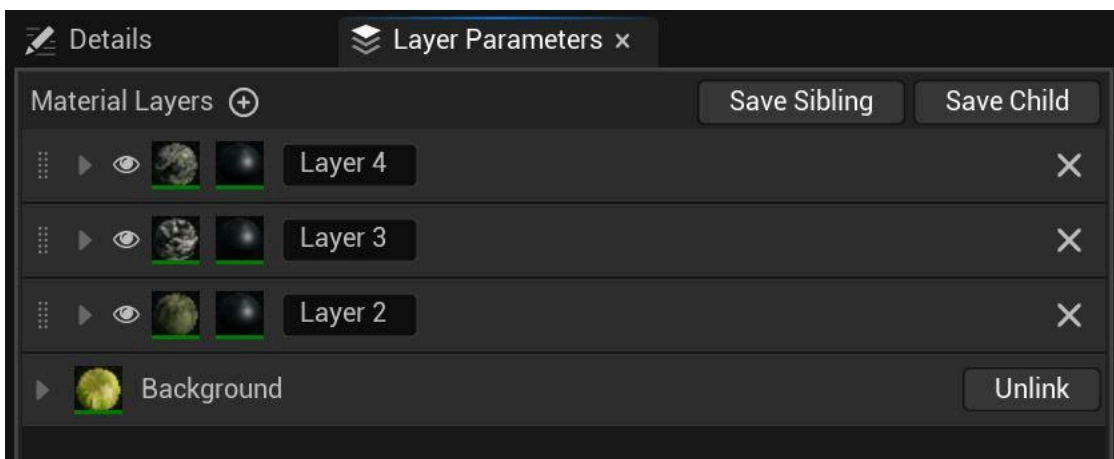 Details Layer Parameters
Material Layers Save Sibling Save Child
Layer 4
Layer 3
Layer 2
Background Unlink